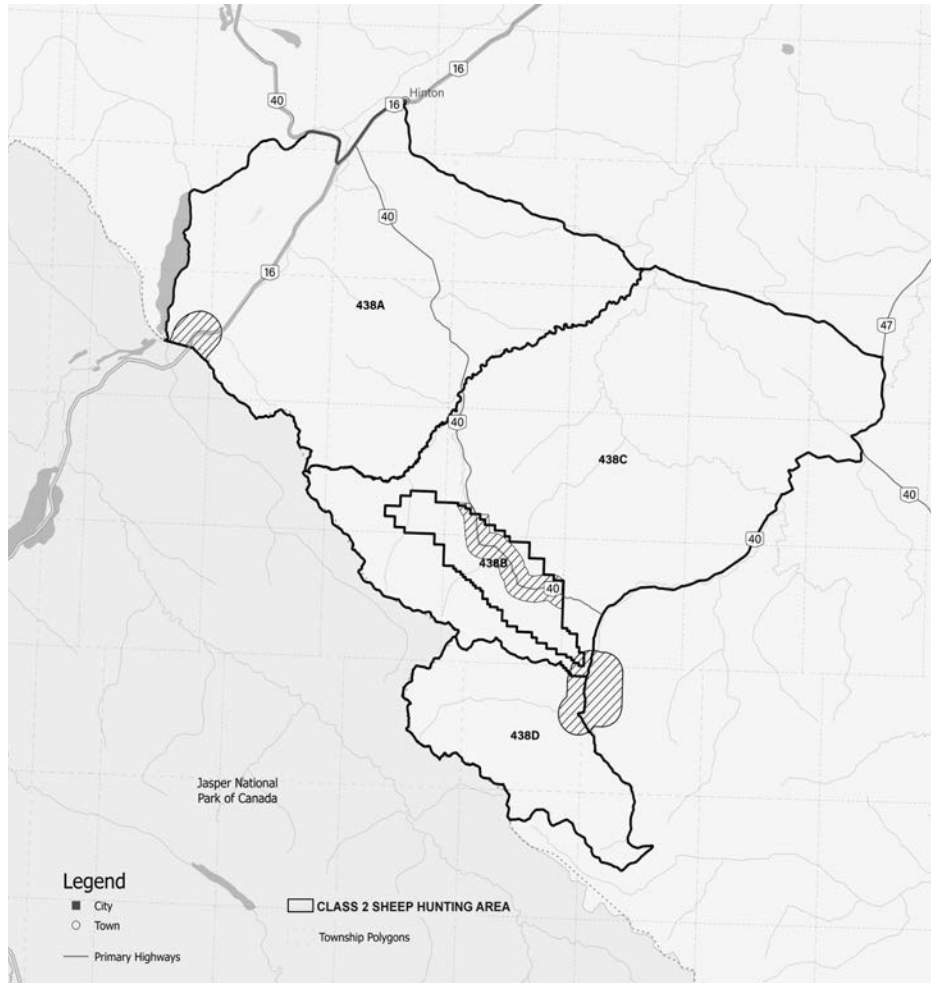 16
40
Hinton
16
40
16
438A
47
40
438C
40
40
438B
40
438D
Jasper National
Park of Canada
Legend
City
Town
Primary Highways
CLASS 2 SHEEP HUNTING AREA
Township Polygons